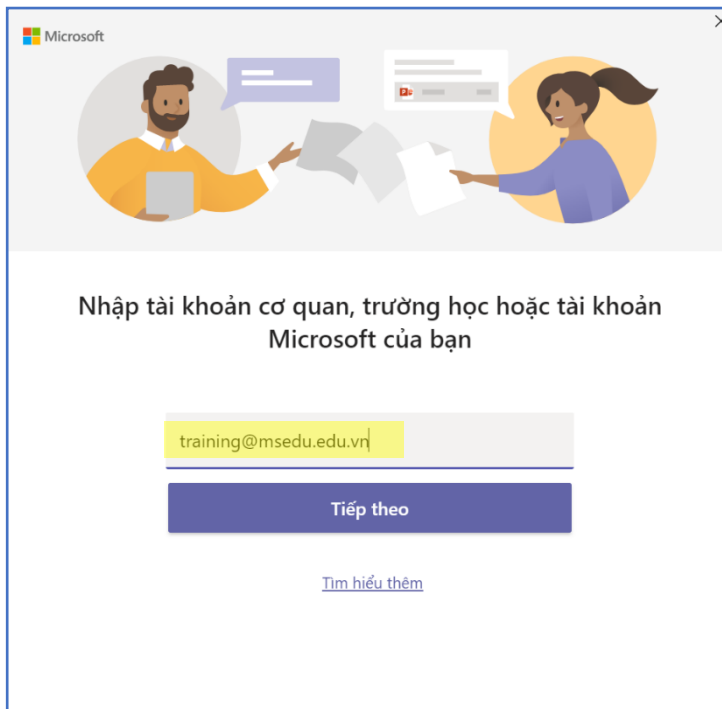 Microsoft
Nhập tài khoản cơ quan, trường học hoặc tài khoản
Microsoft của bạn
training@msedu.edu.vn
Tiếp theo
Tìm hiểu thêm